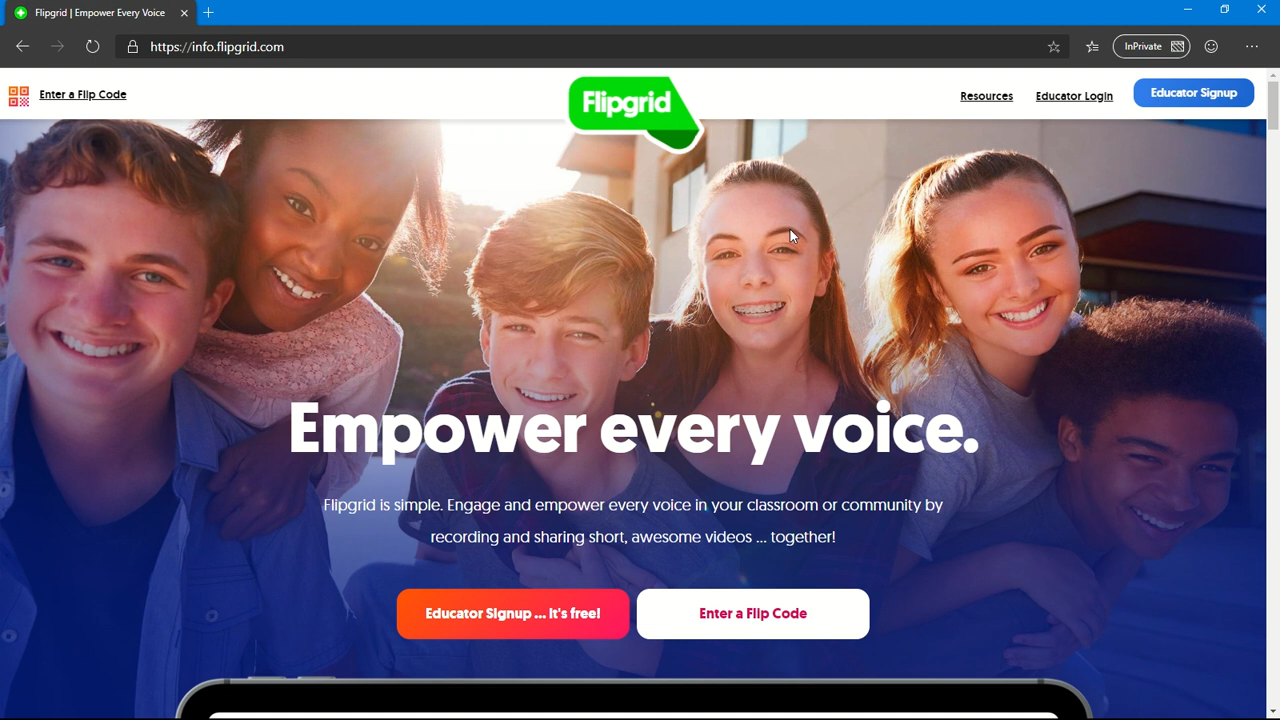 Flipgrid | Empower Every Voice
https://info.flipgrid.com
InPrivate
Enter a Flip Code
Flipgrid
Resources
Educator Login
Educator Signup
Empower every voice.
Flipgrid is simple. Engage and empower every voice in your classroom or community by
recording and sharing short, awesome videos ... together!
Educator Signup ... It's free!
Enter a Flip Code